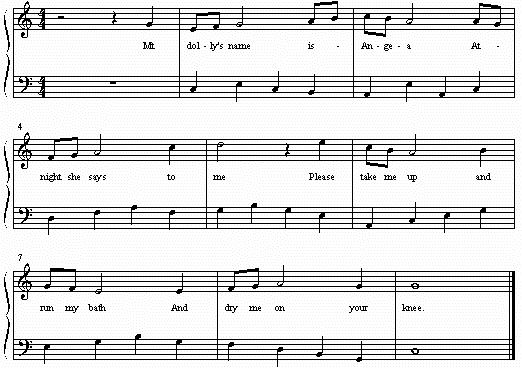 Mt dol-ly's name is - An-ge-a At-
4
night she says to me Please take me up and
7
run my bath And dry me on your knee.